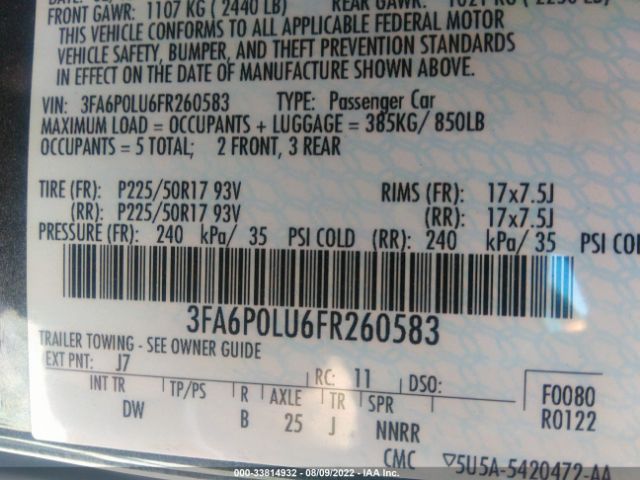 FRONT GAWR: 1107 KG ( 2440 LB) REAR GAWR:
THIS VEHICLE CONFORMS TO ALL APPLICABLE FEDERAL MOTOR
VEHICLE SAFETY, BUMPER, AND THEFT PREVENTION STANDARDS
IN EFFECT ON THE DATE OF MANUFACTURE SHOWN ABOVE.
VIN: 3FA6P0LU6FR260583 TYPE: Passenger Car
MAXIMUM LOAD = OCCUPANTS + LUGGAGE = 385KG/ 850LB
OCCUPANTS = 5 TOTAL; 2 FRONT, 3 REAR
TIRE (FR): P225/50R17 93V RIMS (FR): 17x7.5J
(RR): P225/50R17 93V (RR): 17x7.5J
PRESSURE (FR): 240 kPa/ 35 PSI COLD (RR): 240 kPa/ 35 PSI COL
3FA6P0LU6FR260583
TRAILER TOWING - SEE OWNER GUIDE
EXT PNT: J7 RC: 11 DSO:
INT TR TP/PS R AXLE TR SPR F0080
DW B 25 J NNRR R0122
CMC ▽5U5A-5420472-AA
000-33814932 - 08/09/2022 - IAA Inc.